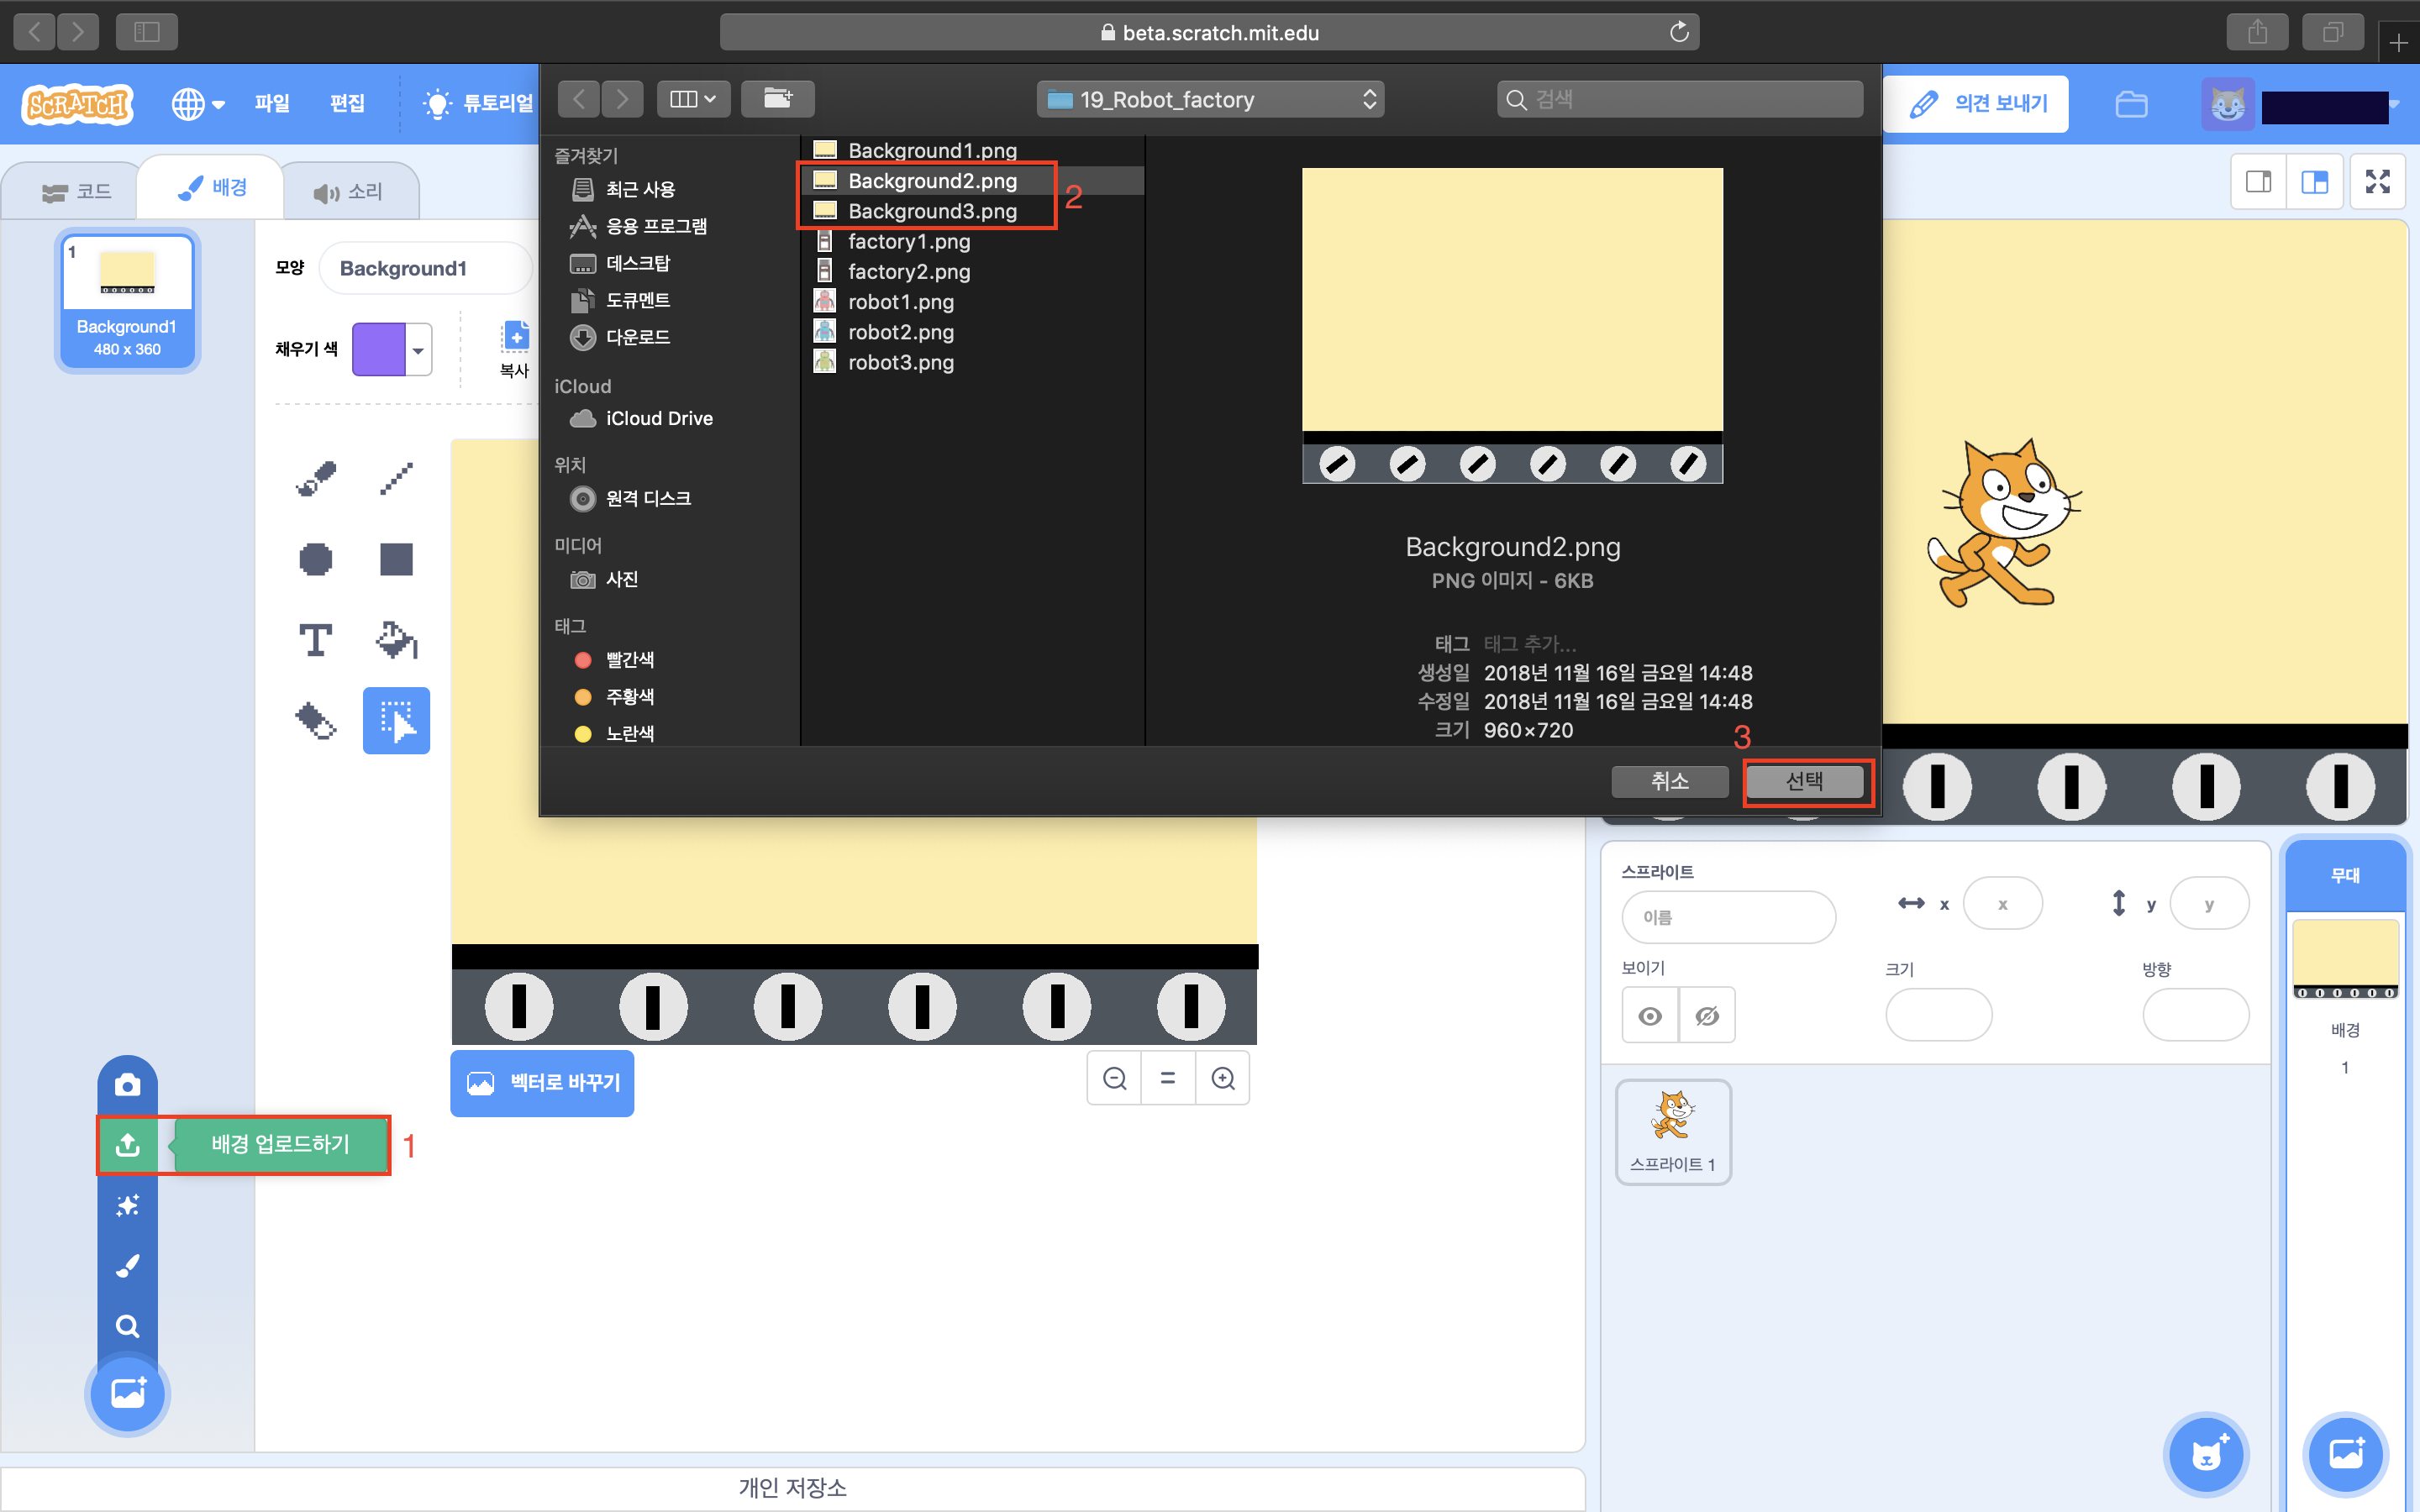 beta.scratch.mit.edu
SCRATCH
파일
편집
튜토리얼
19_Robot_factory
검색
의견 보내기
코드
배경
소리
1
Background1
480 x 360
모양
Background1
채우기 색
복사
즐겨찾기
최근 사용
응용 프로그램
데스크탑
도큐멘트
다운로드
iCloud
iCloud Drive
위치
원격 디스크
미디어
사진
태그
빨간색
주황색
노란색
Background1.png
Background2.png
Background3.png
2
factory1.png
factory2.png
robot1.png
robot2.png
robot3.png
Background2.png
PNG 이미지 - 6KB
태그 태그 추가...
생성일 2018년 11월 16일 금요일 14:48
수정일 2018년 11월 16일 금요일 14:48
크기 960×720
3
취소
선택
벡터로 바꾸기
배경 업로드하기
1
개인 저장소
스프라이트
이름
x
x
y
y
보이기
크기
방향
스프라이트 1
무대
배경
1